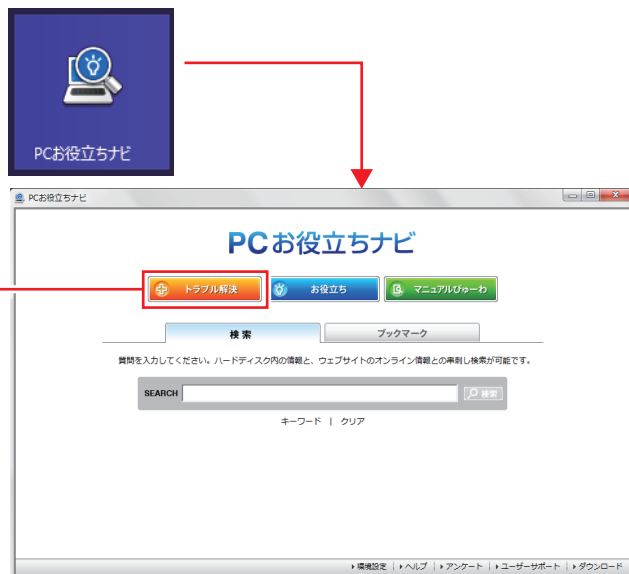 PCお役立ちナビ
PCお役立ちナビ
PCお役立ちナビ
トラブル解決 お役立ち マニュアルびゅーわ
検索 ブックマーク
質問を入力してください。ハードディスク内の情報と、ウェブサイトのオンライン情報との串刺し検索が可能です。
SEARCH 検索
キーワード | クリア
環境設定 | ヘルプ | アンケート | ユーザーサポート | ダウンロード